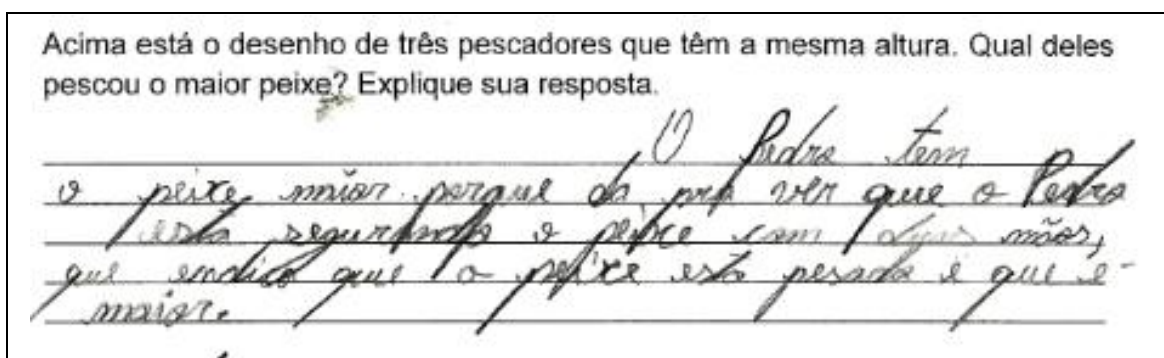 Acima está o desenho de três pescadores que têm a mesma altura. Qual deles
pescou o maior peixe? Explique sua resposta.
O Pedro tem
o peixe maior porque da pra ver que o Pedro
está segurando o peixe com duas mãos,
que endica que o peixe está pesado e que e
maior.